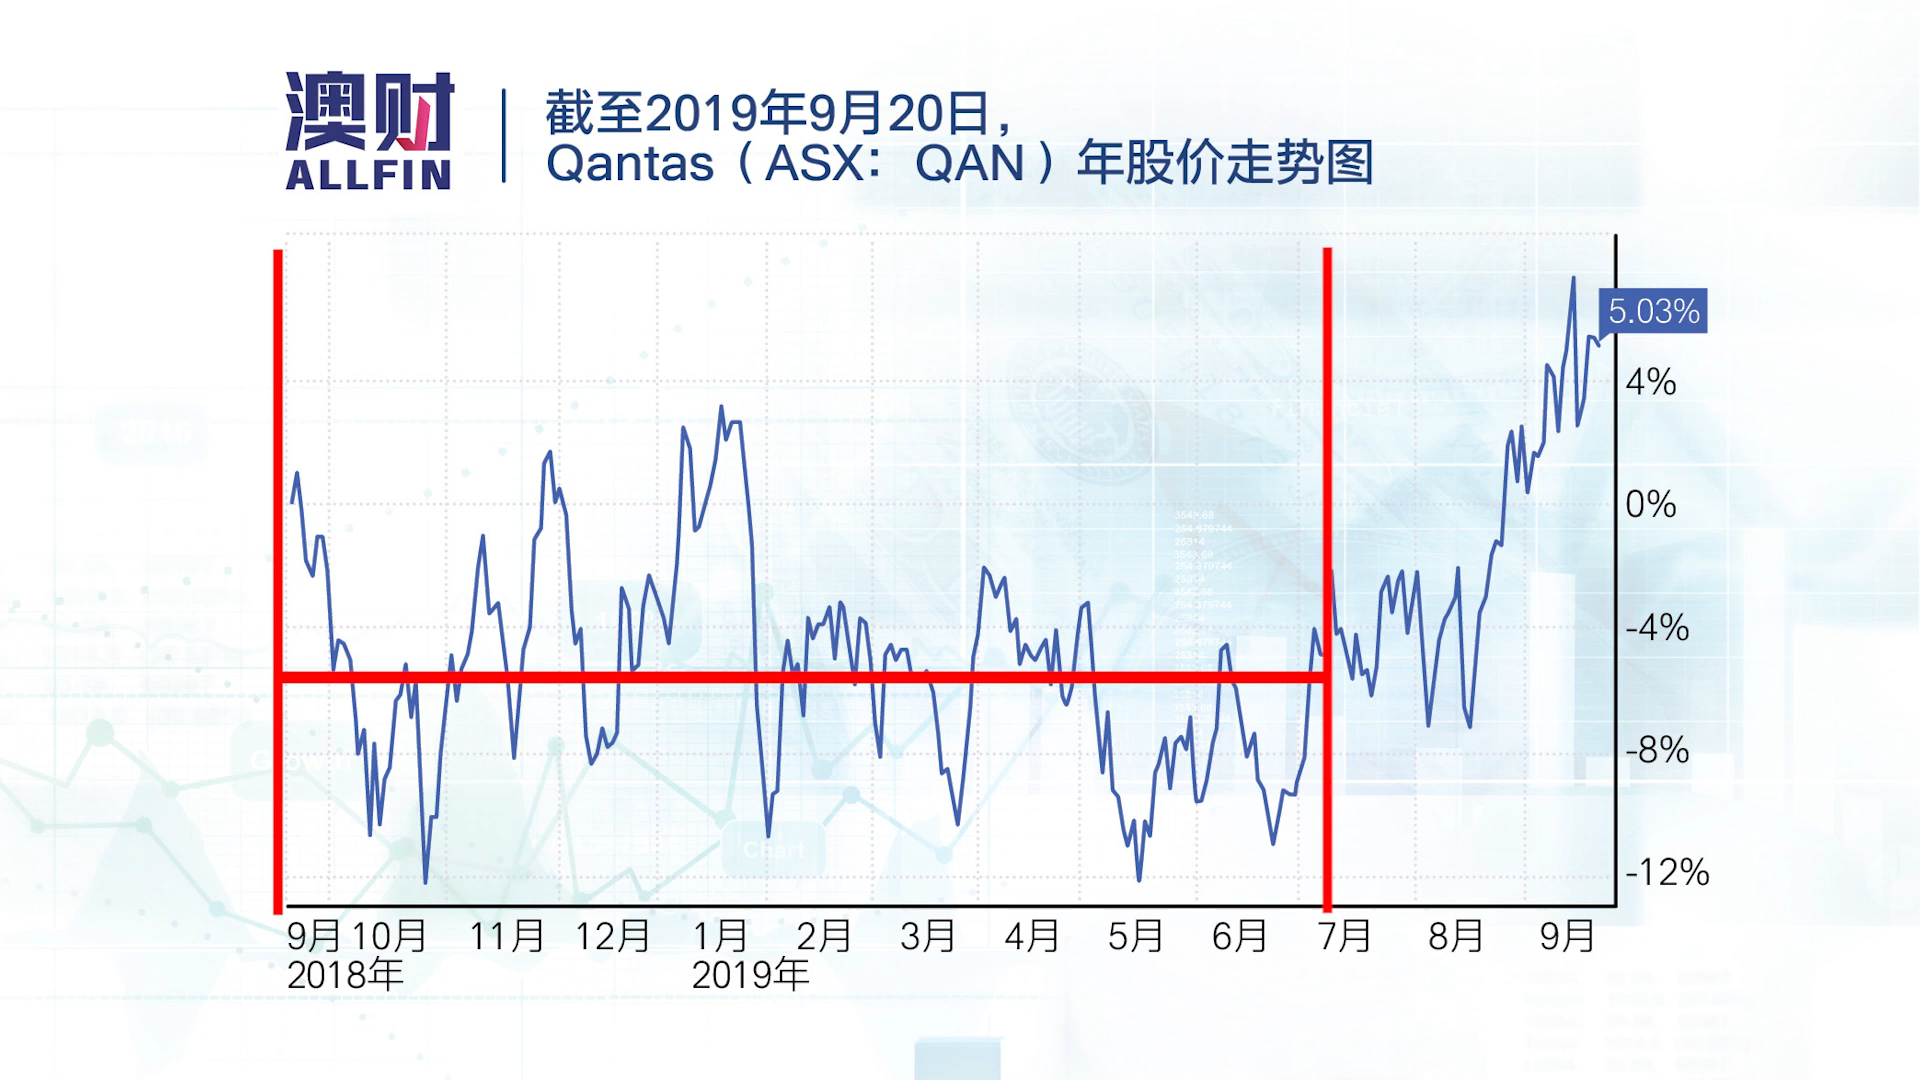 澳财
ALLFIN
截至2019年9月20日，
Qantas（ASX：QAN）年股价走势图
5.03%
4%
0%
-4%
-8%
-12%
9月 10月 11月 12月 1月 2月 3月 4月 5月 6月 7月 8月 9月
2018年 2019年
Chart